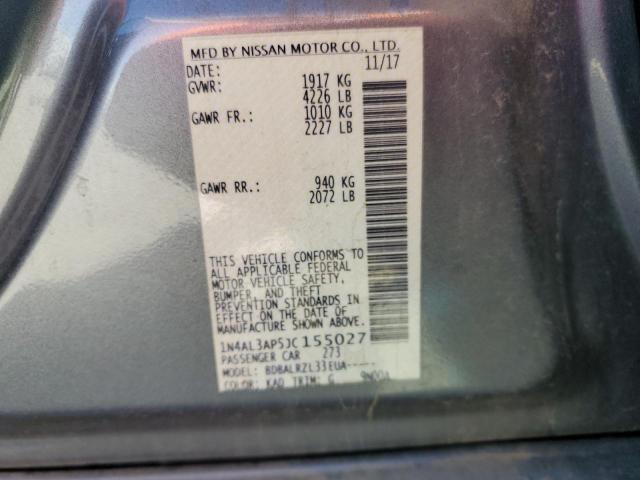 MFD BY NISSAN MOTOR CO., LTD.
DATE: 11/17
GVWR: 1917 KG
4226 LB
GAWR FR.: 1010 KG
2227 LB
GAWR RR.: 940 KG
2072 LB
THIS VEHICLE CONFORMS TO
ALL APPLICABLE FEDERAL
MOTOR VEHICLE SAFETY,
BUMPER, AND THEFT
PREVENTION STANDARDS IN
EFFECT ON THE DATE OF
MANUFACTURE SHOWN ABOVE.
1N4AL3AP5JC155027
PASSENGER CAR 273
MODEL: BDBALRZL33EUA-----
COLOR: KAD TRIM: G